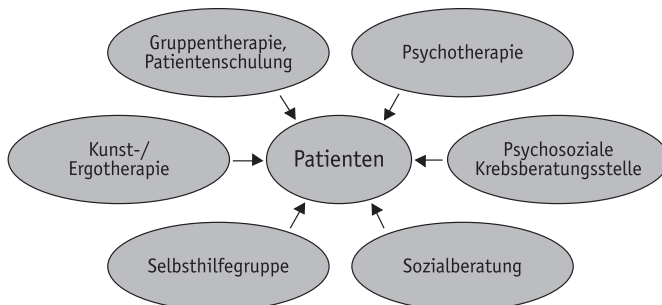 Gruppentherapie,
Patientenschulung
Psychotherapie
Kunst-/
Ergotherapie
Patienten
Psychosoziale
Krebsberatungsstelle
Selbsthilfegruppe
Sozialberatung